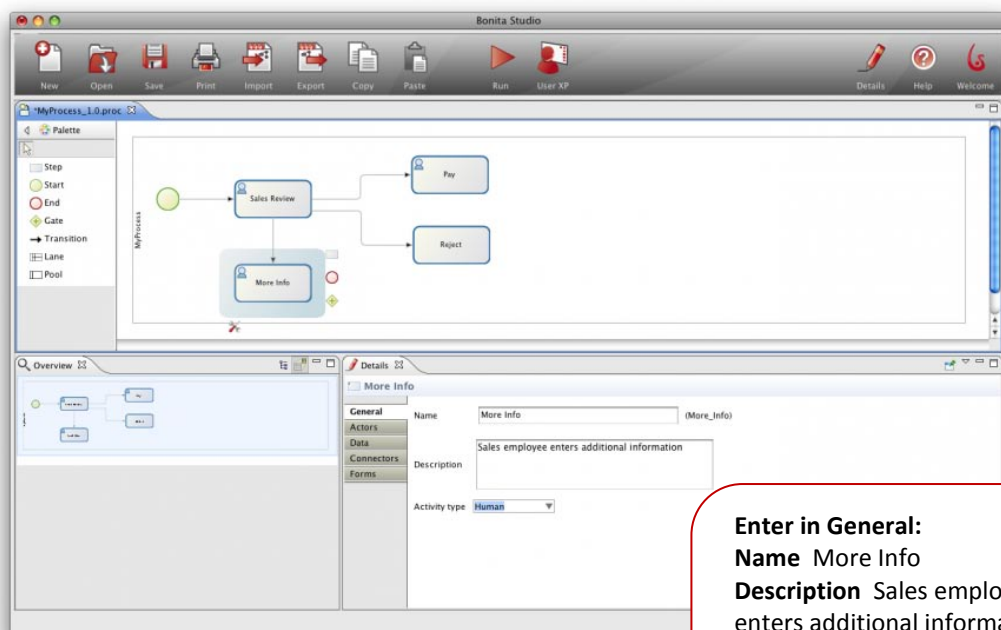 Bonita Studio
New Open Save Print Import Export Copy Paste Run User XP Details Help Welcome
*MyProcess_1.0.proc
Palette
Step
Start
End
Gate
Transition
Lane
Pool
MyProcess
Sales Review
Pay
Reject
More Info
Overview
Details
More Info
General
Actors
Data
Connectors
Forms
Name More Info (More_Info)
Description Sales employee enters additional information
Activity type Human
Enter in General:
Name More Info
Description Sales
enters additional